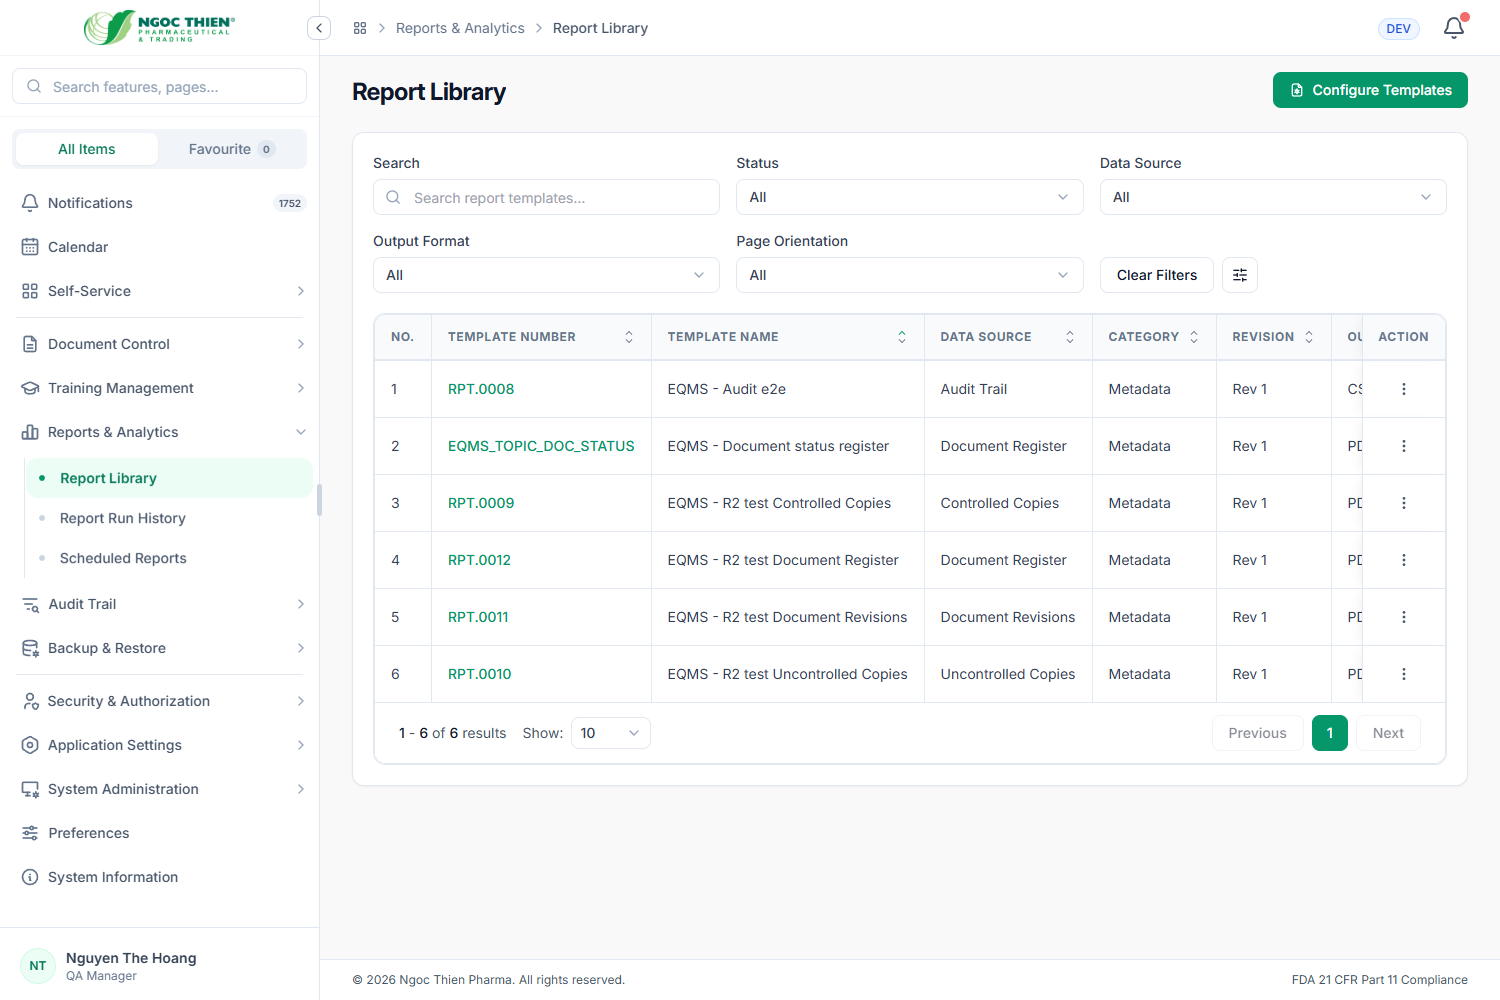 NGOC THIEN®
PHARMACEUTICAL
& TRADING
Search features, pages...
All Items
Favourite 0
Notifications 1752
Calendar
Self-Service
Document Control
Training Management
Reports & Analytics
Report Library
Report Run History
Scheduled Reports
Audit Trail
Backup & Restore
Security & Authorization
Application Settings
System Administration
Preferences
System Information
NT
Nguyen The Hoang
QA Manager
Reports & Analytics > Report Library
DEV
Report Library
Configure Templates
Search
Status
Data Source
Search report templates...
All
All
Output Format
Page Orientation
All
All
Clear Filters
NO. TEMPLATE NUMBER TEMPLATE NAME DATA SOURCE CATEGORY REVISION OU ACTION
1 RPT.0008 EQMS - Audit e2e Audit Trail Metadata Rev 1 CS
2 EQMS_TOPIC_DOC_STATUS EQMS - Document status register Document Register Metadata Rev 1 PD
3 RPT.0009 EQMS - R2 test Controlled Copies Controlled Copies Metadata Rev 1 PD
4 RPT.0012 EQMS - R2 test Document Register Document Register Metadata Rev 1 PD
5 RPT.0011 EQMS - R2 test Document Revisions Document Revisions Metadata Rev 1 PD
6 RPT.0010 EQMS - R2 test Uncontrolled Copies Uncontrolled Copies Metadata Rev 1 PD
1 - 6 of 6 results Show: 10
Previous 1 Next
© 2026 Ngoc Thien Pharma. All rights reserved.
FDA 21 CFR Part 11 Compliance